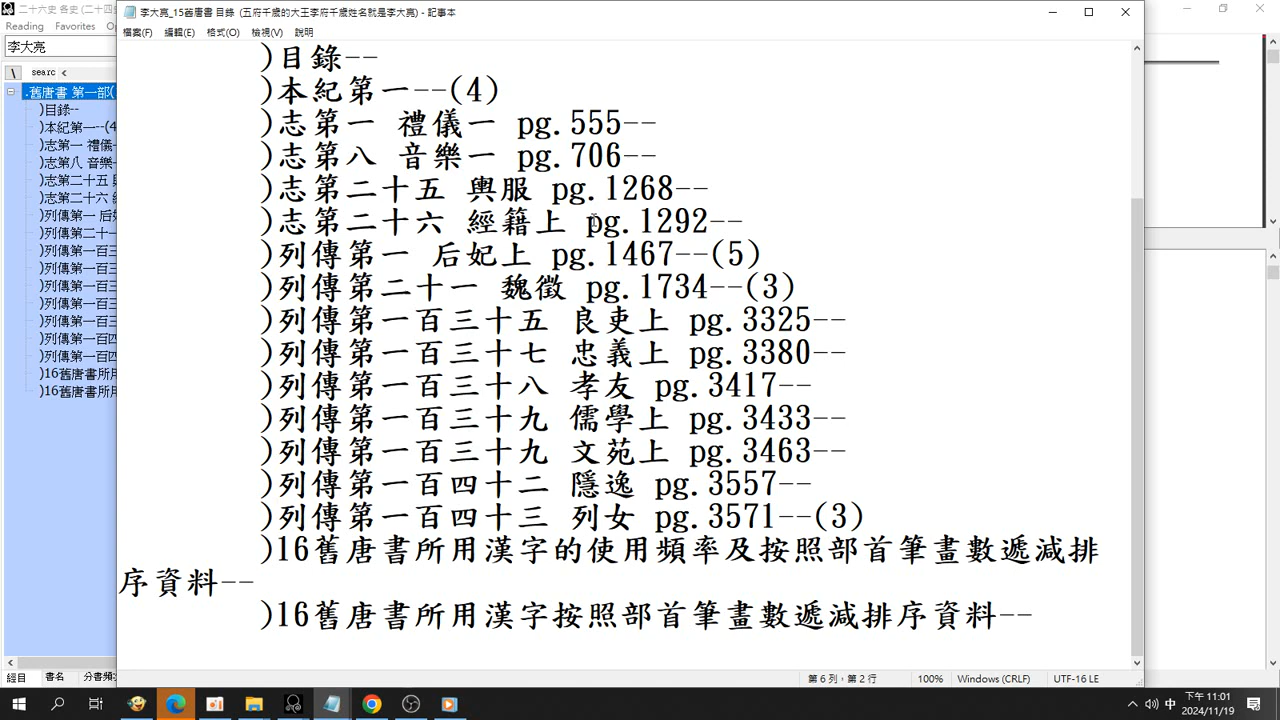 二十六史 各史 (二十四史
李大亮_15舊唐書 目錄  (五府千歲的大王李府千歲姓名就是李大亮) - 記事本
Reading  Favorites
檔案(F)  編輯(E)  格式(O)  檢視(V)  說明
李大亮
\  searc <
.舊唐書 第一部(
)目錄--
)本紀第一--(4
)志第一 禮儀一
)志第八 音樂一
)志第二十五 輿
)志第二十六 經
)列傳第一 后妃
)列傳第二十一
)列傳第一百三
)列傳第一百三
)列傳第一百三
)列傳第一百三
)列傳第一百三
)列傳第一百四
)列傳第一百四
)16舊唐書所用
)16舊唐書所用
經目  書名  分書頻
)目錄--
)本紀第一--(4)
)志第一 禮儀一 pg.555--
)志第八 音樂一 pg.706--
)志第二十五 輿服 pg.1268--
)志第二十六 經籍上 pg.1292--
)列傳第一 后妃上 pg.1467--(5)
)列傳第二十一 魏徵 pg.1734--(3)
)列傳第一百三十五 良吏上 pg.3325--
)列傳第一百三十七 忠義上 pg.3380--
)列傳第一百三十八 孝友 pg.3417--
)列傳第一百三十九 儒學上 pg.3433--
)列傳第一百三十九 文苑上 pg.3463--
)列傳第一百四十二 隱逸 pg.3557--
)列傳第一百四十三 列女 pg.3571--(3)
)16舊唐書所用漢字的使用頻率及按照部首筆畫數遞減排
序資料--
)16舊唐書所用漢字按照部首筆畫數遞減排序資料--
第 6 列，第 2 行  100%  Windows (CRLF)  UTF-16 LE
中  下午 11:01
2024/11/19